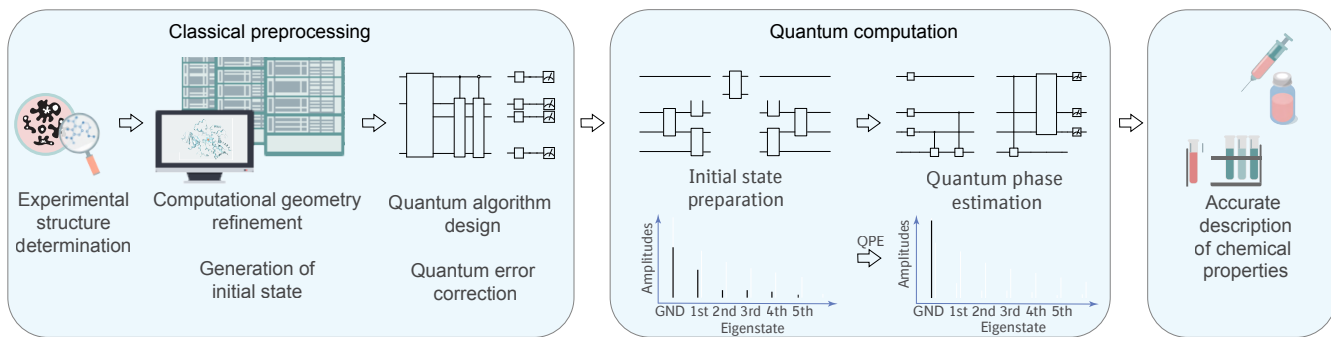 Classical preprocessing
Experimental
structure
determination
Computational geometry
refinement
Generation of
initial state
Quantum algorithm
design
Quantum error
correction
Quantum computation
Initial state
preparation
Quantum phase
estimation
Amplitudes
GND 1st 2nd 3rd 4th 5th
Eigenstate
QPE
Amplitudes
GND 1st 2nd 3rd 4th 5th
Eigenstate
Accurate
description
of chemical
properties